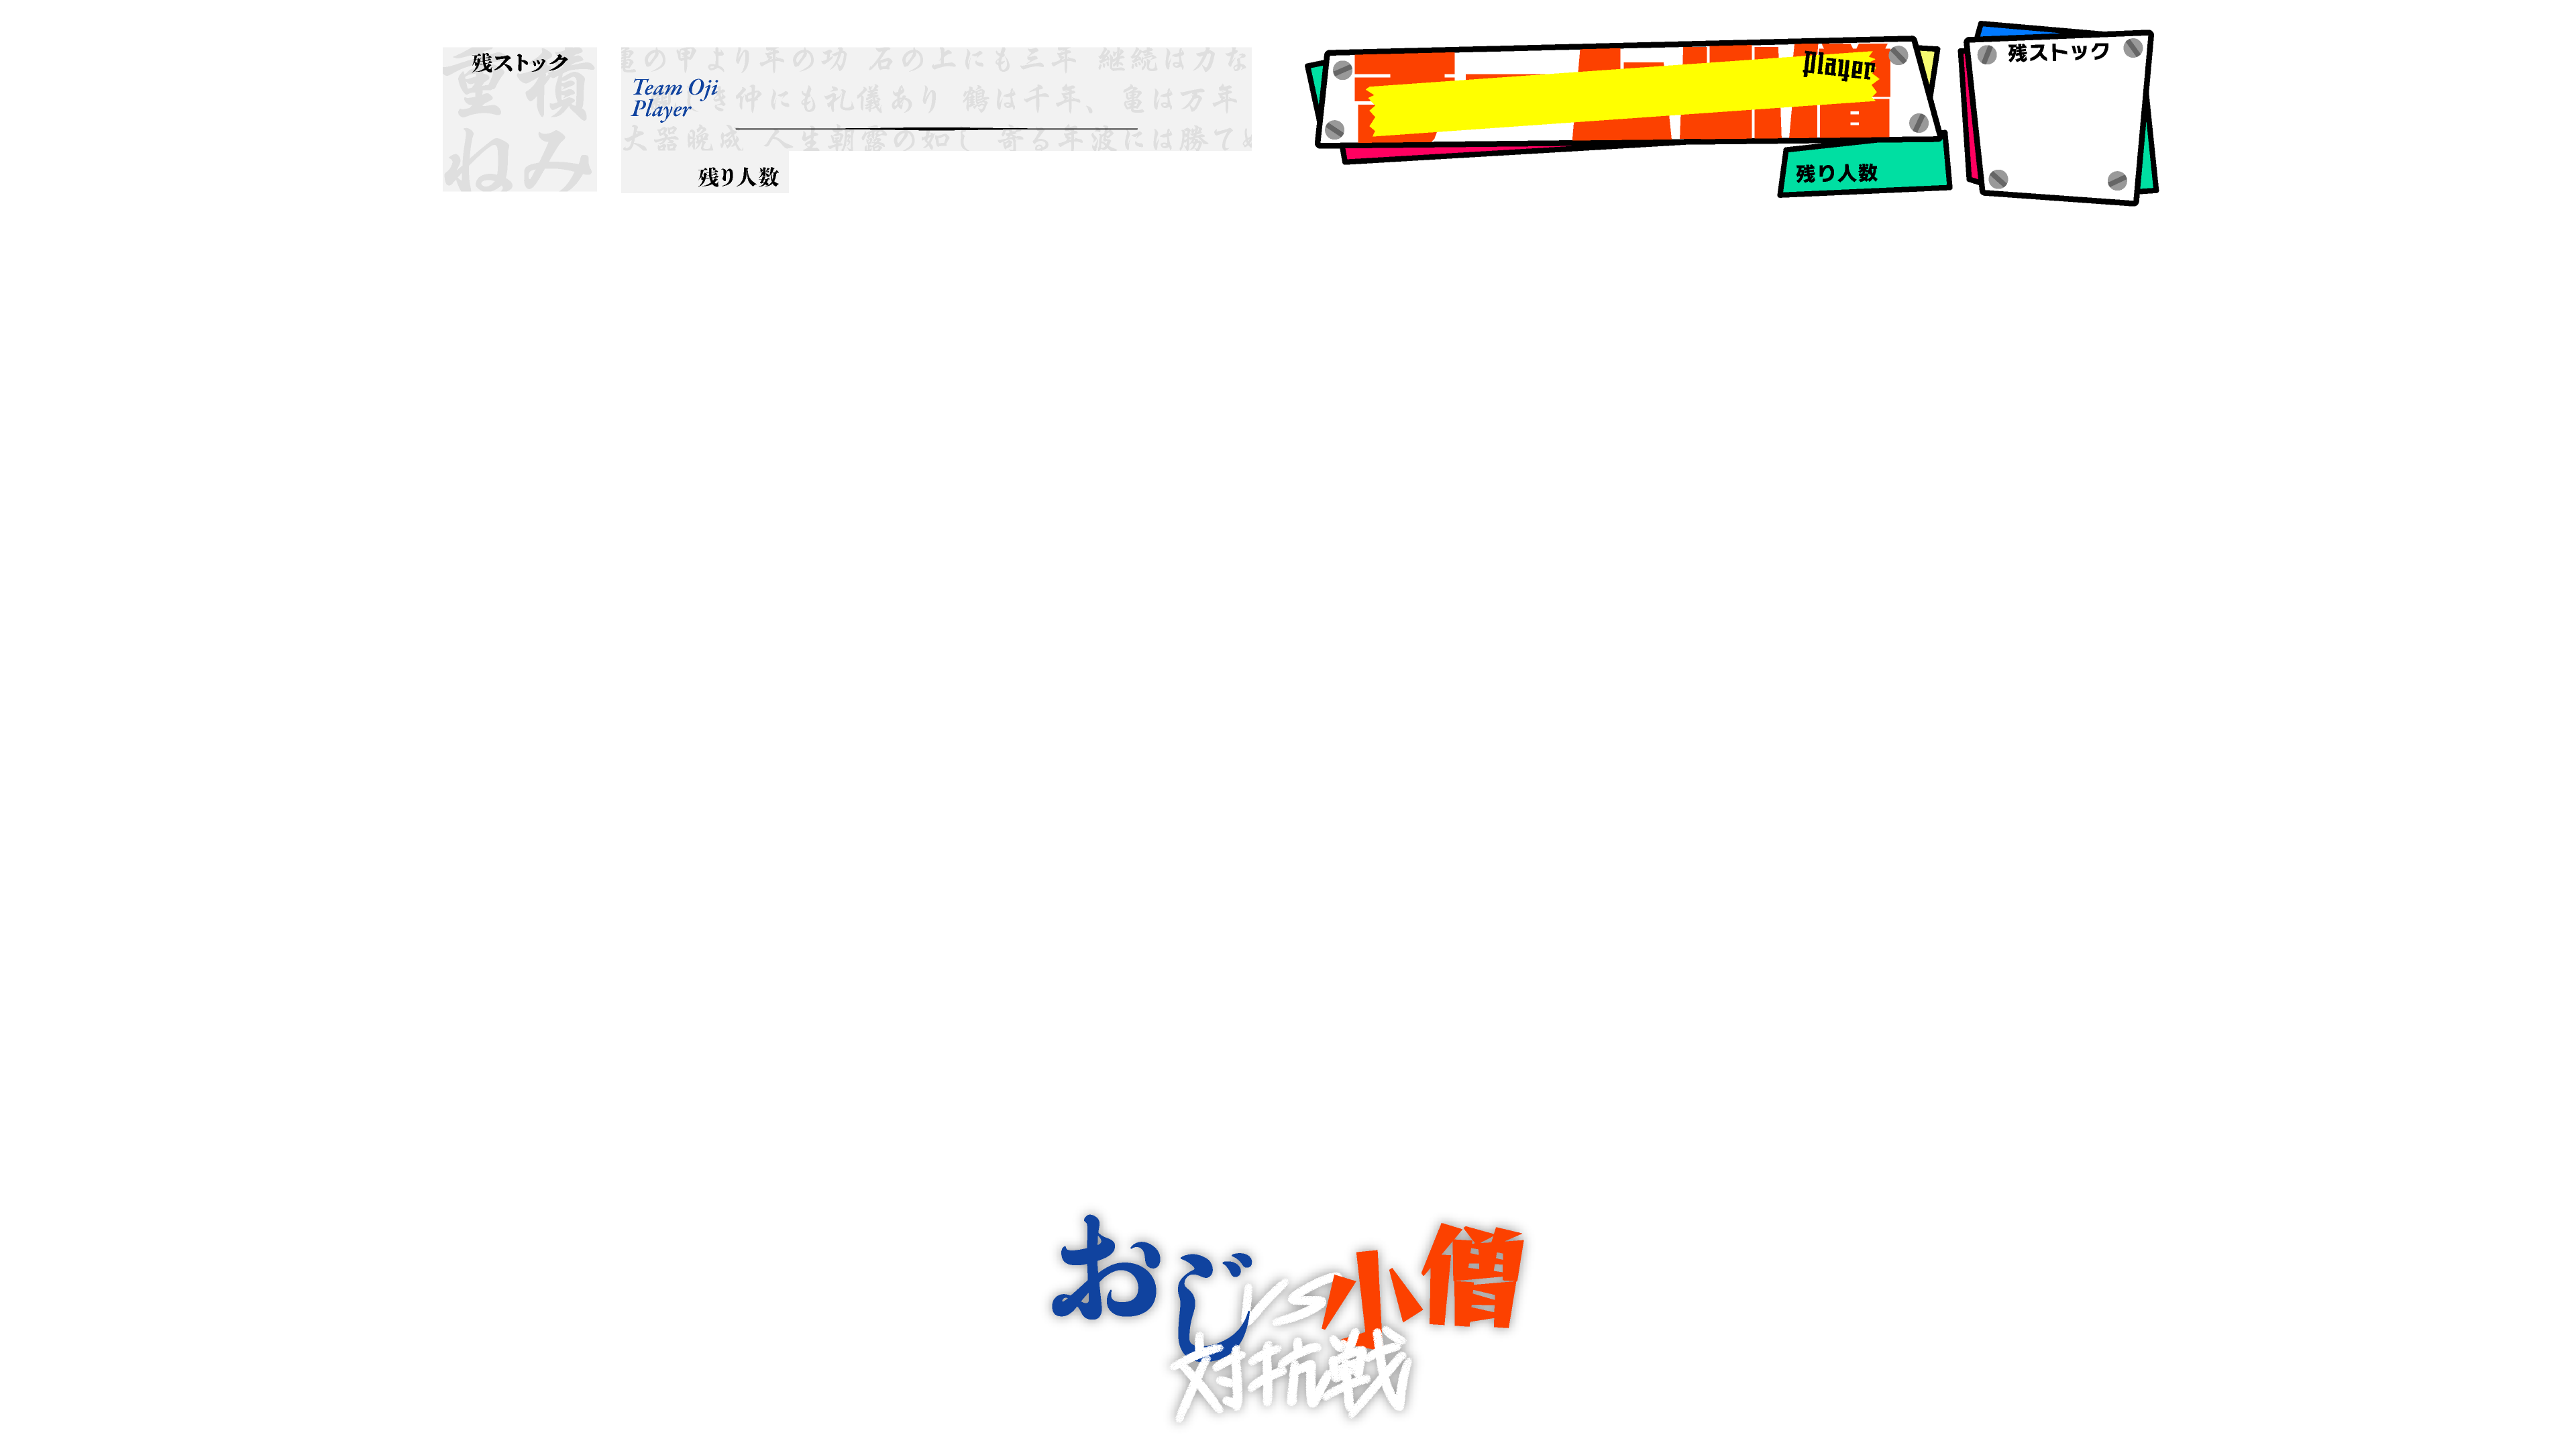 残ストック
重積
ねみ
亀の甲より年の功 石の上にも三年 継続は力な
Team Oji
Player
き仲にも礼儀あり 鶴は千年、亀は万年
大器晩成 人生朝露の如し 寄る年波には勝てぬ
残り人数
Player
残り人数
残ストック
おじvs小僧
対抗戦